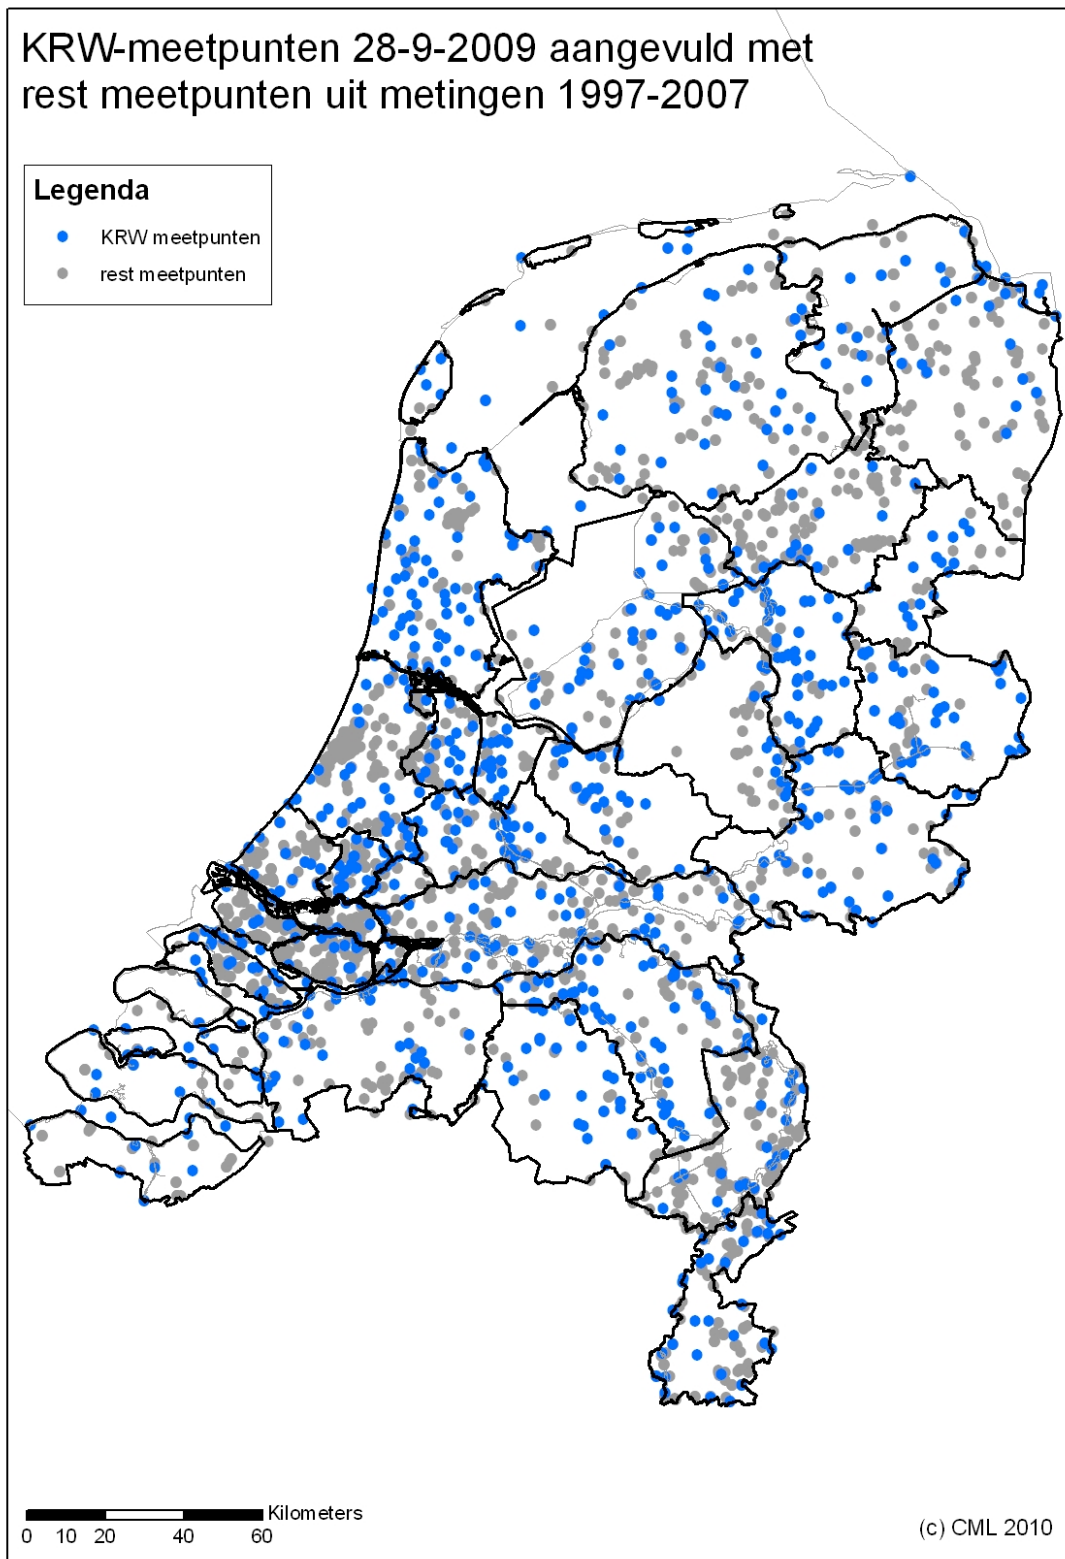 KRW-meetpunten 28-9-2009 aangevuld met
rest meetpunten uit metingen 1997-2007
Legenda
KRW meetpunten
rest meetpunten
Kilometers
0 10 20 40 60
(c) CML 2010